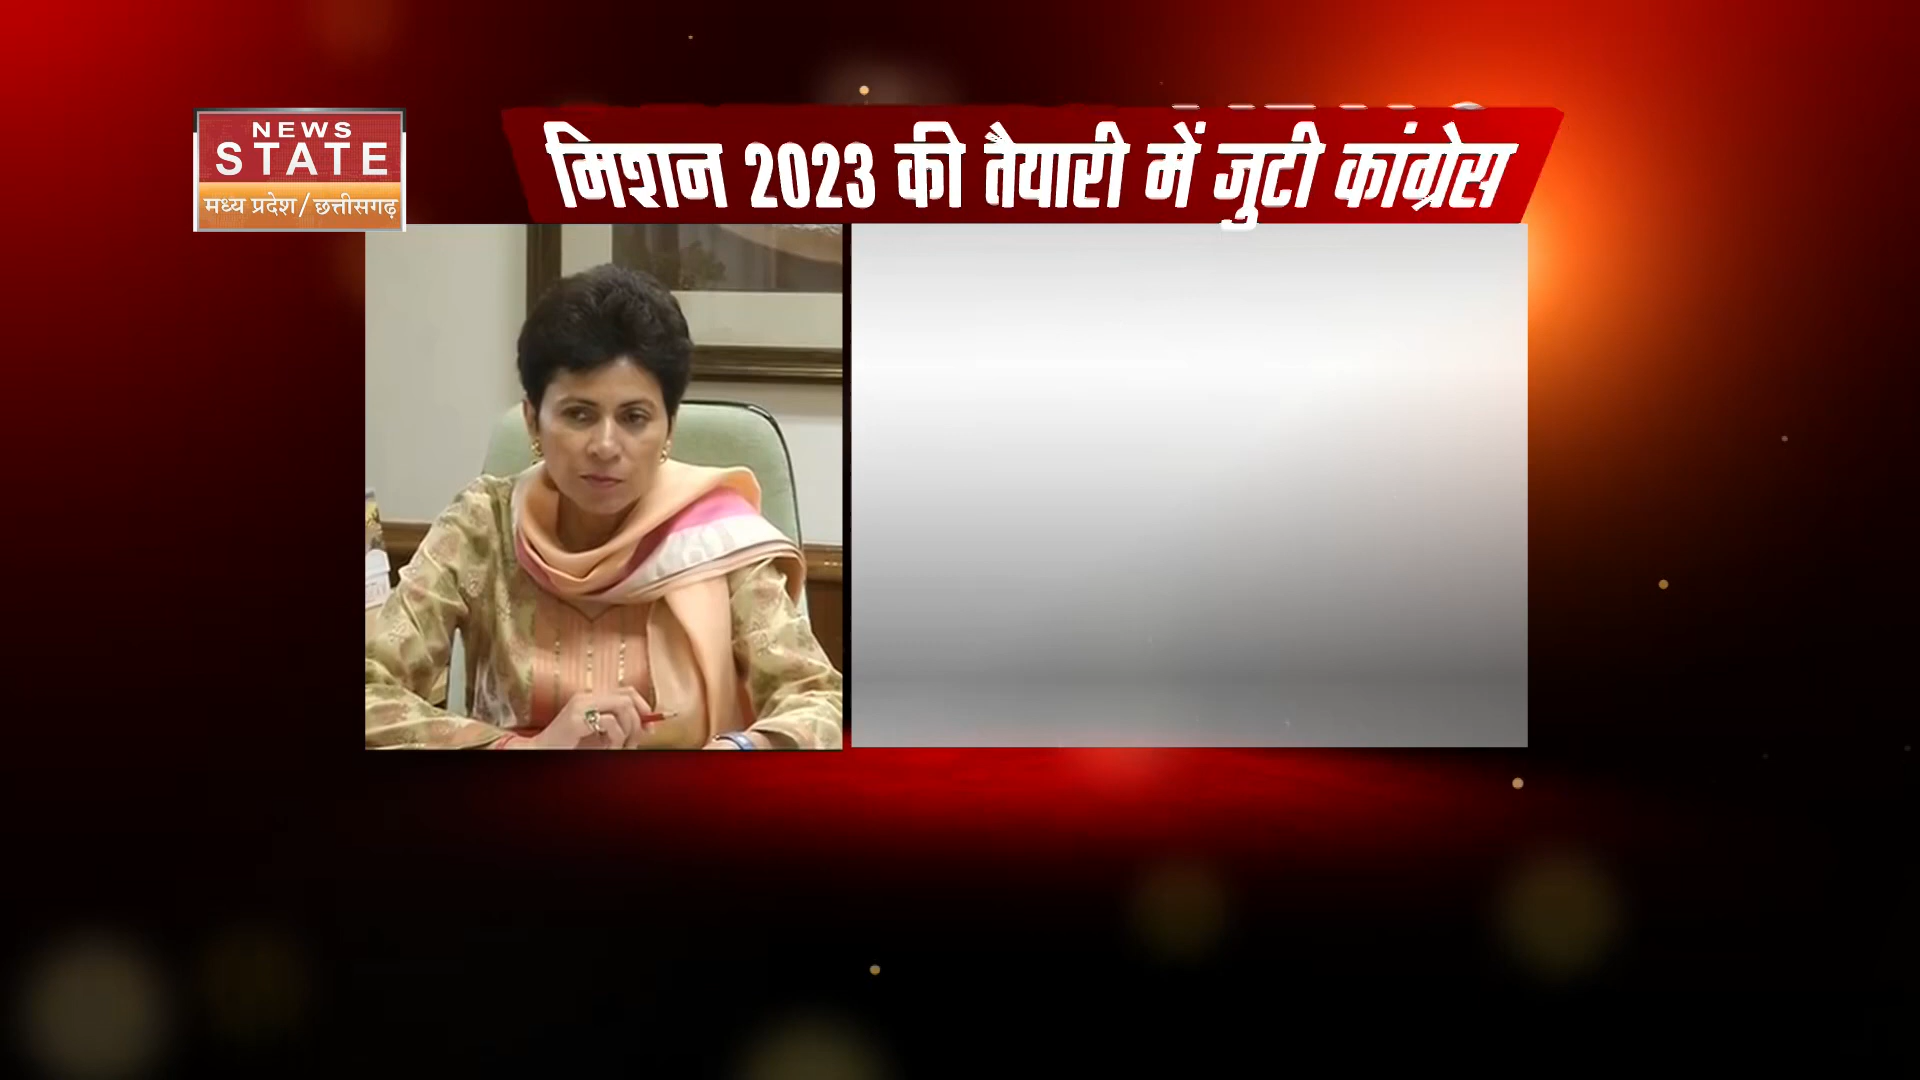 NEWS
STATE
मध्य प्रदेश/छत्तीसगढ़
मिशन 2023 की तैयारी में जुटी कांग्रेस